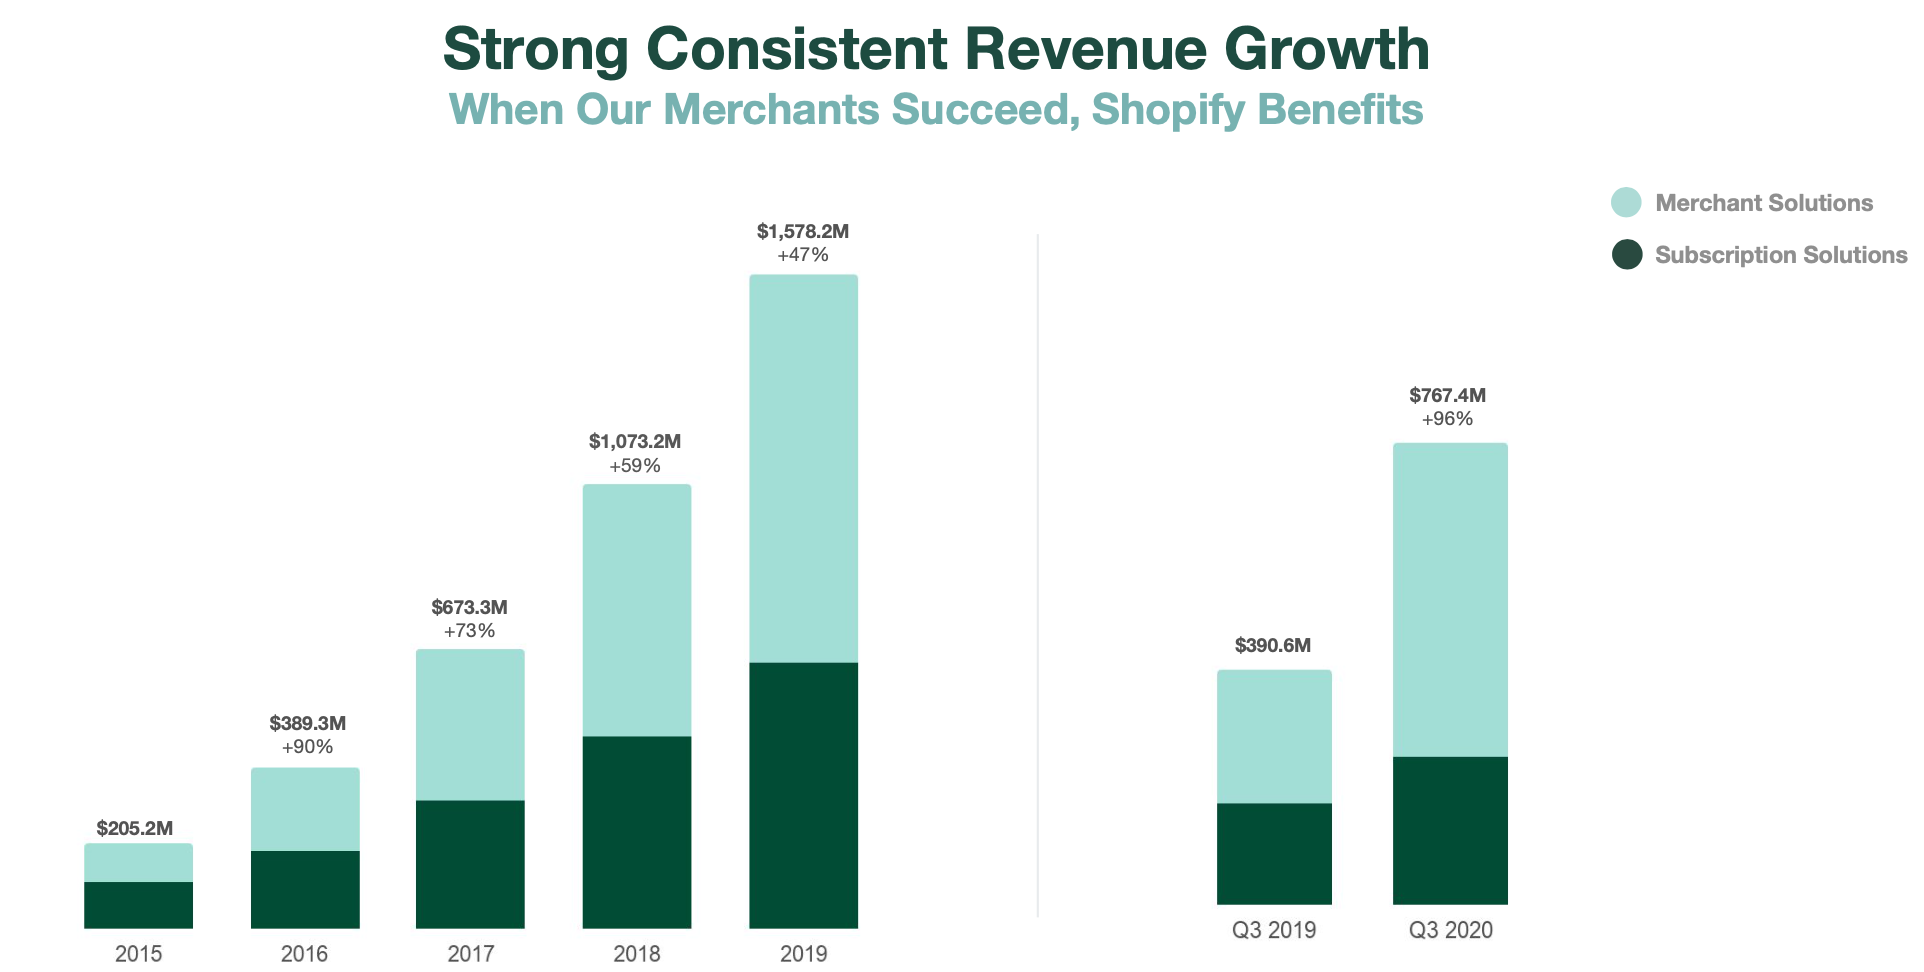 Strong Consistent Revenue Growth
When Our Merchants Succeed, Shopify Benefits
Merchant Solutions
Subscription Solutions
$1,578.2M
+47%
$1,073.2M
+59%
$673.3M
+73%
$389.3M
+90%
$205.2M
2015
2016
2017
2018
2019
$767.4M
+96%
$390.6M
Q3 2019
Q3 2020